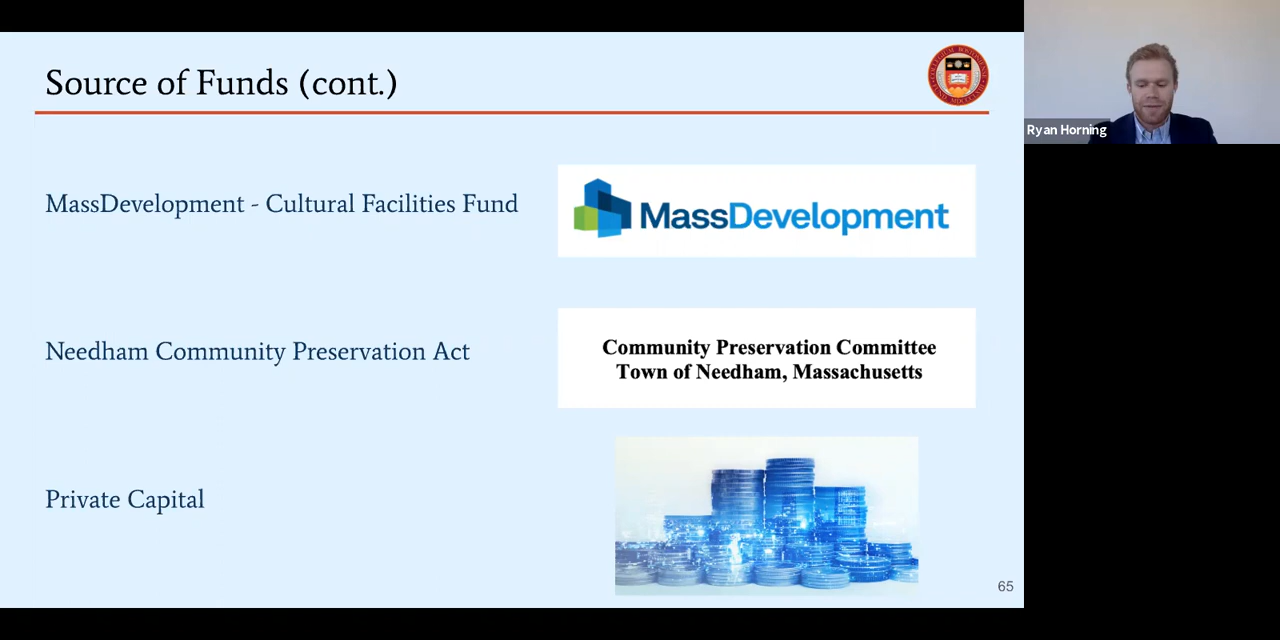 Source of Funds (cont.)
Ryan Horning
MassDevelopment - Cultural Facilities Fund
MassDevelopment
Needham Community Preservation Act
Community Preservation Committee
Town of Needham, Massachusetts
Private Capital
65